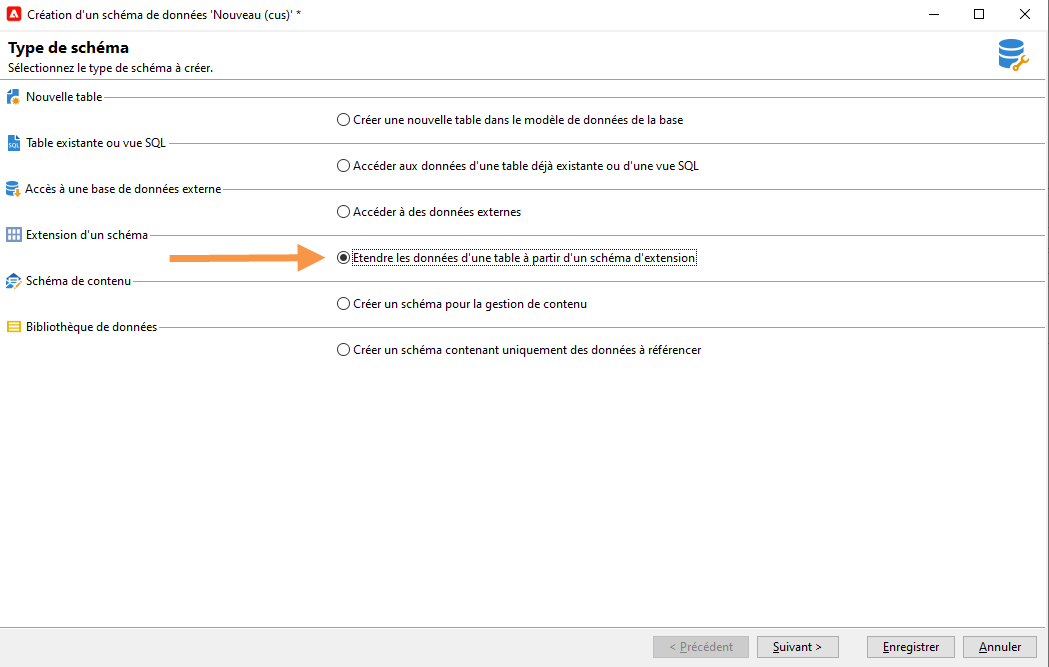 Création d'un schéma de données 'Nouveau (cus)' *
Type de schéma
Sélectionnez le type de schéma à créer.
Nouvelle table
Créer une nouvelle table dans le modèle de données de la base
Table existante ou vue SQL
Accéder aux données d'une table déjà existante ou d'une vue SQL
Accès à une base de données externe
Accéder à des données externes
Extension d'un schéma
Etendre les données d'une table à partir d'un schéma d'extension
Schéma de contenu
Créer un schéma pour la gestion de contenu
Bibliothèque de données
Créer un schéma contenant uniquement des données à référencer
< Précédent Suivant > Enregistrer Annuler